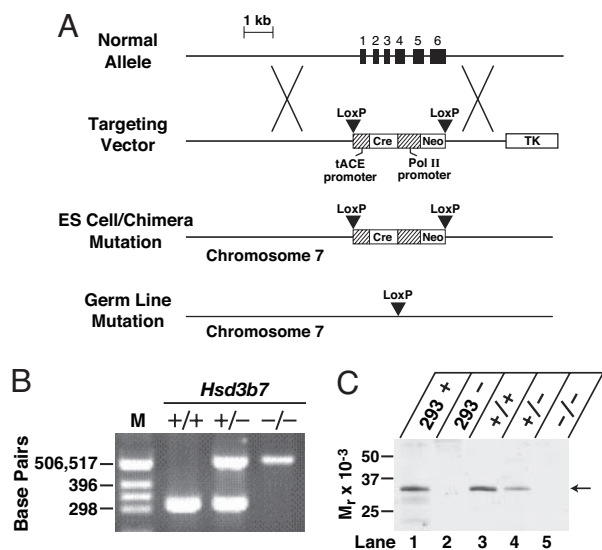 A
1 kb
Normal
Allele
1 2 3 4 5 6
Targeting
Vector
LoxP LoxP
Cre Neo TK
tACE
promoter
Pol II
promoter
ES Cell/Chimera
Mutation
LoxP LoxP
Cre Neo
Chromosome 7
Germ Line
Mutation
LoxP
Chromosome 7
B
Hsd3b7
M +/+ +/− −/−
Base Pairs
506,517
396
298
C
293 + 293 − +/+ +/− −/−
Mr x 10-3
50
37
25
Lane 1 2 3 4 5